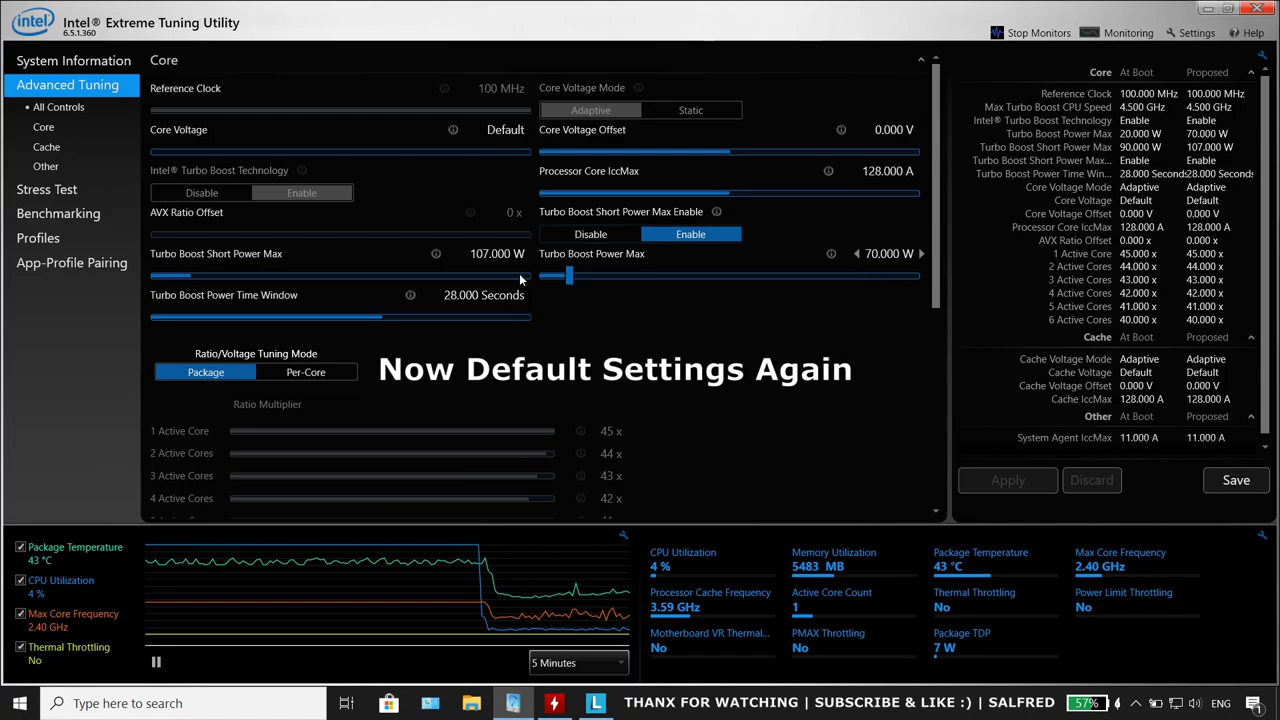 intel
Intel® Extreme Tuning Utility
6.5.1.360
Stop Monitors
Monitoring
Settings
Help
System Information
Advanced Tuning
• All Controls
Core
Cache
Other
Stress Test
Benchmarking
Profiles
App-Profile Pairing
Core
Reference Clock 100 MHz
Core Voltage Mode
Adaptive Static
Core Voltage Default
Core Voltage Offset 0.000 V
Intel® Turbo Boost Technology
Disable Enable
Processor Core IccMax 128.000 A
AVX Ratio Offset 0 x
Turbo Boost Short Power Max Enable
Disable Enable
Turbo Boost Short Power Max 107.000 W
Turbo Boost Power Max 70.000 W
Turbo Boost Power Time Window 28.000 Seconds
Ratio/Voltage Tuning Mode
Package Per-Core
Now Default Settings Again
Ratio Multiplier
1 Active Core 45 x
2 Active Cores 44 x
3 Active Cores 43 x
4 Active Cores 42 x
Core At Boot Proposed
Reference Clock 100.000 MHz 100.000 MHz
Max Turbo Boost CPU Speed 4.500 GHz 4.500 GHz
Intel® Turbo Boost Technology Enable Enable
Turbo Boost Power Max 20.000 W 70.000 W
Turbo Boost Short Power Max 90.000 W 107.000 W
Turbo Boost Short Power Max... Enable Enable
Turbo Boost Power Time Win... 28.000 Seconds 28.000 Seconds
Core Voltage Mode Adaptive Adaptive
Core Voltage Default Default
Core Voltage Offset 0.000 V 0.000 V
Processor Core IccMax 128.000 A 128.000 A
AVX Ratio Offset 0.000 x 0.000 x
1 Active Core 45.000 x 45.000 x
2 Active Cores 44.000 x 44.000 x
3 Active Cores 43.000 x 43.000 x
4 Active Cores 42.000 x 42.000 x
5 Active Cores 41.000 x 41.000 x
6 Active Cores 40.000 x 40.000 x
Cache At Boot Proposed
Cache Voltage Mode Adaptive Adaptive
Cache Voltage Default Default
Cache Voltage Offset 0.000 V 0.000 V
Cache IccMax 128.000 A 128.000 A
Other At Boot Proposed
System Agent IccMax 11.000 A 11.000 A
Apply Discard Save
Package Temperature
43 °C
CPU Utilization
4 %
Max Core Frequency
2.40 GHz
Thermal Throttling
No
5 Minutes
CPU Utilization
4 %
Memory Utilization
5483 MB
Package Temperature
43 °C
Max Core Frequency
2.40 GHz
Processor Cache Frequency
3.59 GHz
Active Core Count
1
Thermal Throttling
No
Power Limit Throttling
No
Motherboard VR Thermal...
No
PMAX Throttling
No
Package TDP
7 W
Type here to search
L
THANX FOR WATCHING | SUBSCRIBE & LIKE :) | SALFRED
57%
ENG